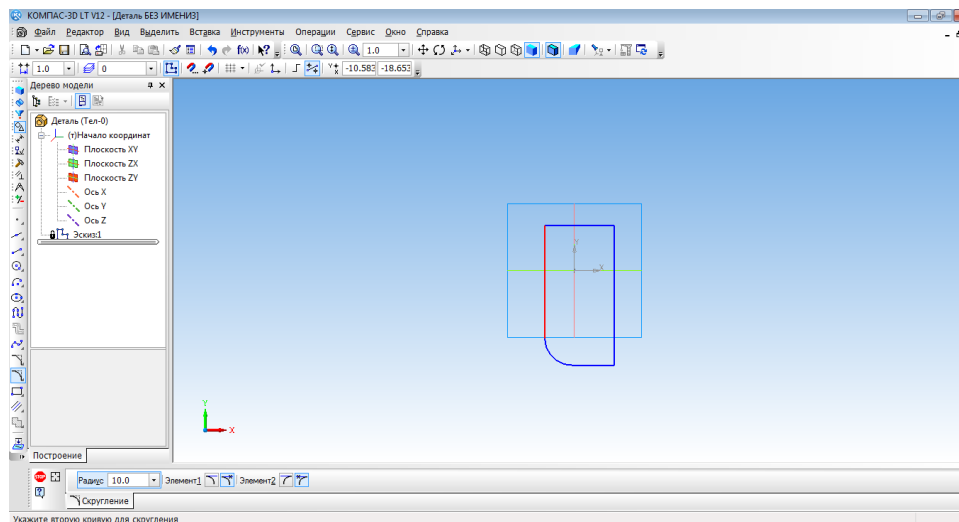 КОМПАС-3D LT V12 - [Деталь БЕЗ ИМЕНИ3]
Файл Редактор Вид Выделить Вставка Инструменты Операции Сервис Окно Справка
f(x) 1.0
1.0 0 -10.583 -18.653
Дерево модели
Деталь (Тел-0)
(т)Начало координат
Плоскость XY
Плоскость ZX
Плоскость ZY
Ось X
Ось Y
Ось Z
Эскиз:1
Y
X
Y
X
Построение
STOP Радиус 10.0 Элемент1 Элемент2
Скругление
Укажите вторую кривую для скругления